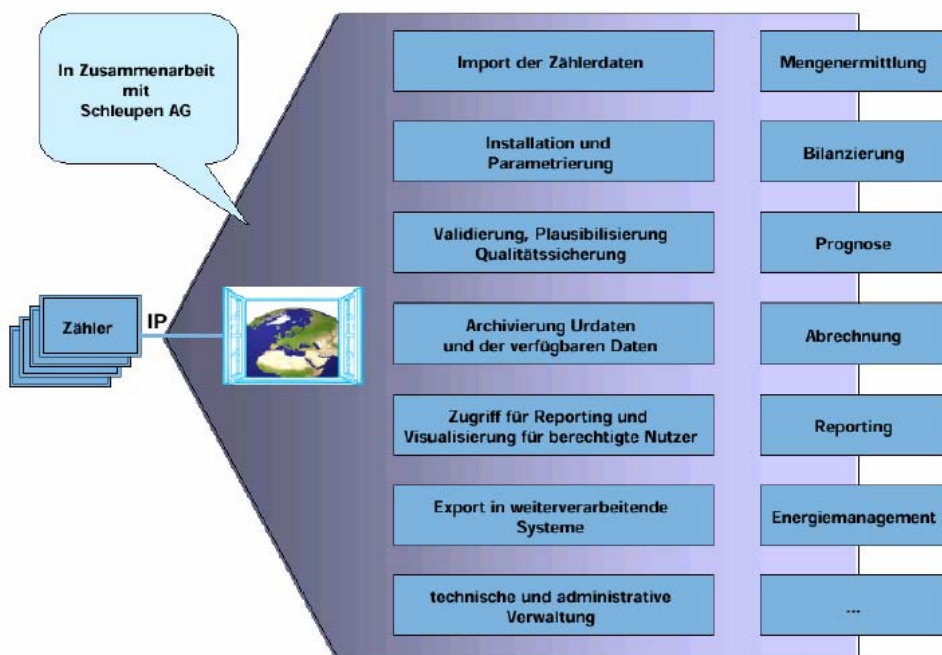 In Zusammenarbeit
mit
Schleupen AG
Zähler
IP
Import der Zählerdaten
Installation und
Parametrierung
Validierung, Plausibilisierung
Qualitätssicherung
Archivierung Urdaten
und der verfügbaren Daten
Zugriff für Reporting und
Visualisierung für berechtigte Nutzer
Export in weiterverarbeitende
Systeme
technische und administrative
Verwaltung
Mengenermittlung
Bilanzierung
Prognose
Abrechnung
Reporting
Energiemanagement
...